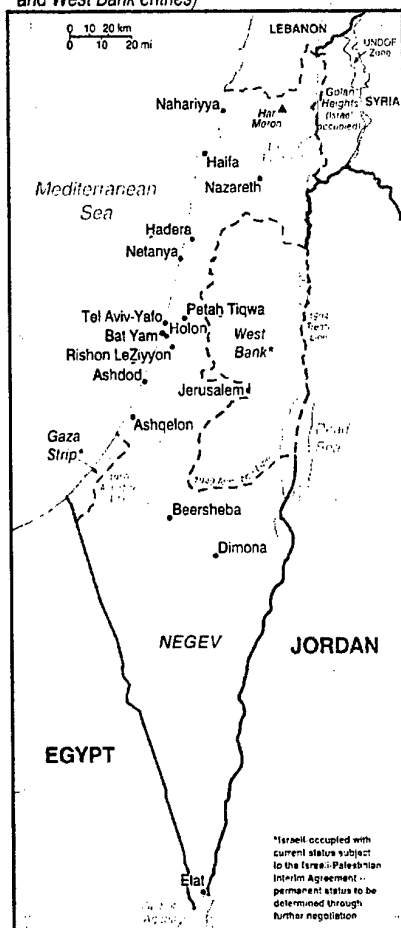 and West Bank entries)
0 10 20 km
0 10 20 mi
LEBANON
UNDOF
Zone
Golan
Heights
(Israeli
occupied)
SYRIA
Nahariyya
Har
Meron
Haifa
Nazareth
Mediterranean
Sea
Hadera
Netanya
Tel Aviv-Yafo
Petah Tiqwa
Bat Yam
Holon
West
Bank*
Rishon LeZiyyon
Ashdod
Jerusalem
Ashqelon
Dead
Sea
Gaza
Strip
Beersheba
Dimona
NEGEV
JORDAN
EGYPT
Elat
*Israeli-occupied with
current status subject
to the Israeli-Palestinian
Interim Agreement --
permanent status to be
determined through
further negotiation